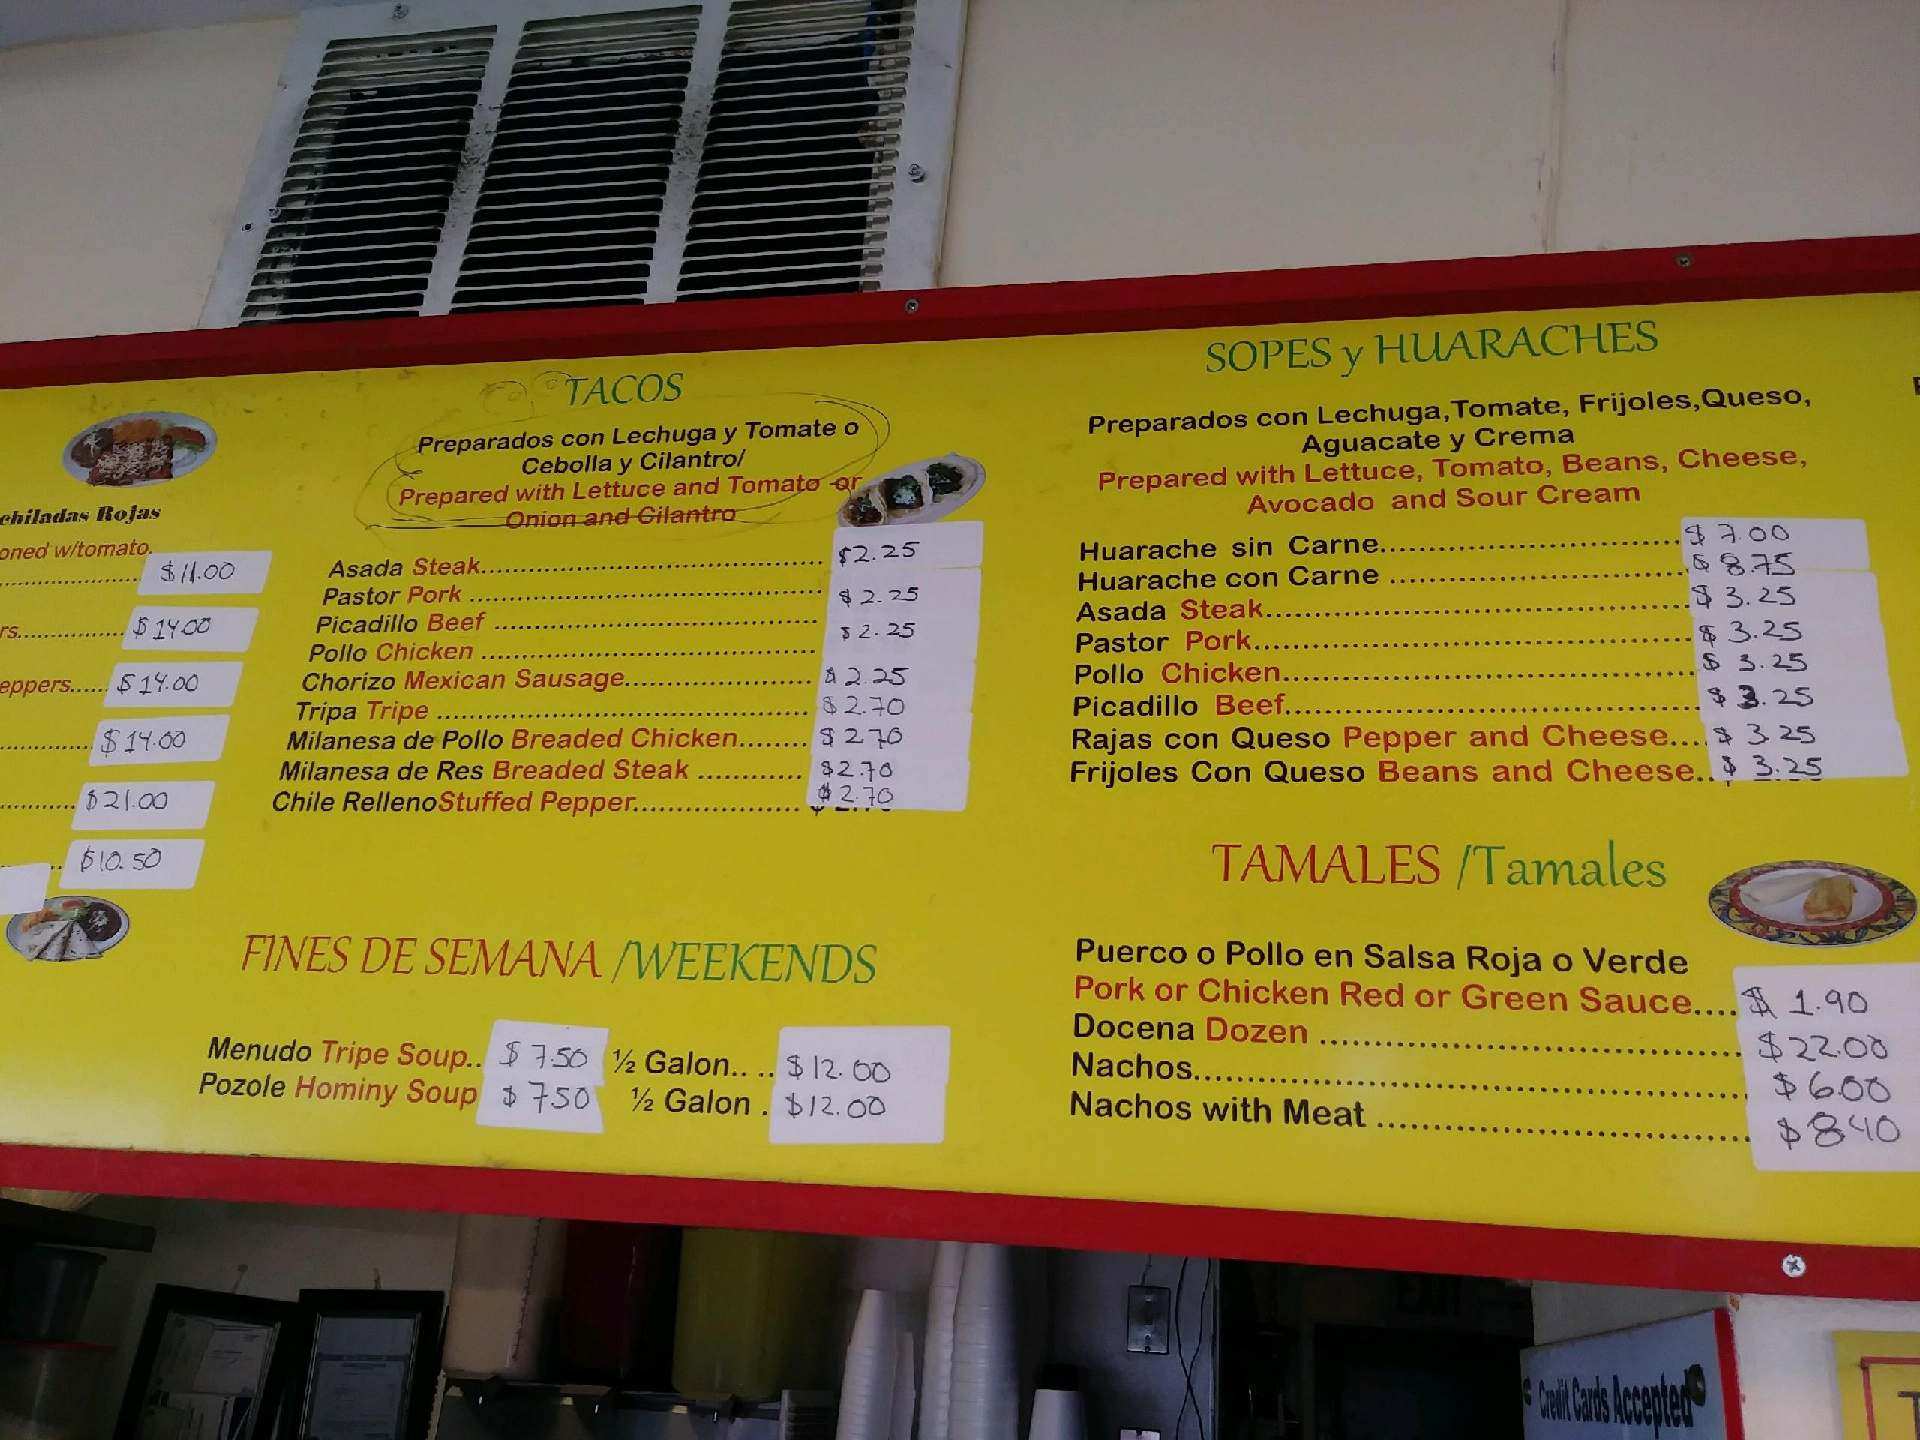 chiladas Rojas
oned w/tomato.
$11.00
rs................ $14.00
eppers...... $14.00
$14.00
$21.00
$10.50
TACOS
Preparados con Lechuga y Tomate o
Cebolla y Cilantro/
Prepared with Lettuce and Tomato or
Onion and Cilantro
Asada Steak.......................................... $2.25
Pastor Pork .......................................... $2.25
Picadillo Beef ....................................... $2.25
Pollo Chicken ........................................
Chorizo Mexican Sausage....................... $2.25
Tripa Tripe ............................................. $2.70
Milanesa de Pollo Breaded Chicken........ $2.70
Milanesa de Res Breaded Steak ............ $2.70
Chile RellenoStuffed Pepper................... $2.70
FINES DE SEMANA /WEEKENDS
Menudo Tripe Soup.. $7.50 ½ Galon.. .. $12.00
Pozole Hominy Soup $7.50 ½ Galon . $12.00
SOPES y HUARACHES
Preparados con Lechuga,Tomate, Frijoles,Queso,
Aguacate y Crema
Prepared with Lettuce, Tomato, Beans, Cheese,
Avocado and Sour Cream
Huarache sin Carne.................................. $7.00
Huarache con Carne ................................. $8.75
Asada Steak................................................ $3.25
Pastor Pork................................................. $3.25
Pollo Chicken.............................................. $3.25
Picadillo Beef.............................................. $3.25
Rajas con Queso Pepper and Cheese.... $3.25
Frijoles Con Queso Beans and Cheese.. $3.25
TAMALES /Tamales
Puerco o Pollo en Salsa Roja o Verde
Pork or Chicken Red or Green Sauce.... $1.90
Docena Dozen ............................................ $22.00
Nachos......................................................... $6.00
Nachos with Meat ....................................... $8.40
Credit Cards Accepted